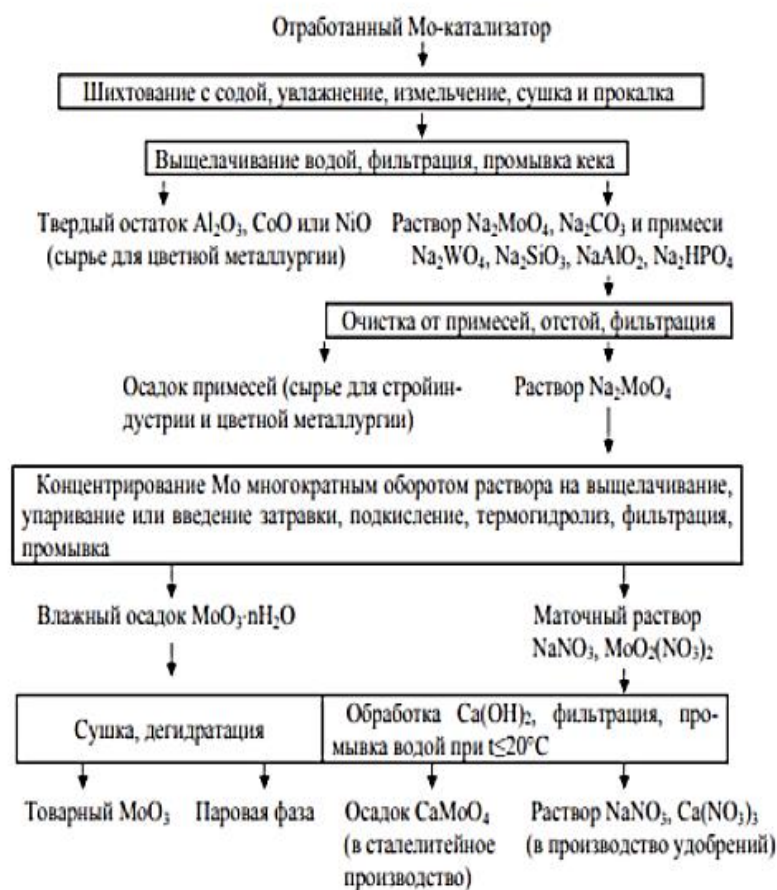 Отработанный Мо-катализатор
Шихтование с содой, увлажнение, измельчение, сушка и прокалка
Выщелачивание водой, фильтрация, промывка кека
Твердый остаток Al₂O₃, CoO или NiO
(сырье для цветной металлургии)
Раствор Na₂MoO₄, Na₂CO₃ и примеси
Na₂WO₄, Na₂SiO₃, NaAlO₂, Na₂HPO₄
Очистка от примесей, отстой, фильтрация
Осадок примесей (сырье для стройин-
дустрии и цветной металлургии)
Раствор Na₂MoO₄
Концентрирование Мо многократным оборотом раствора на выщелачивание,
упаривание или введение затравки, подкисление, термогидролиз, фильтрация,
промывка
Влажный осадок MoO₃·nH₂O
Маточный раствор
NaNO₃, MoO₂(NO₃)₂
Сушка, дегидратация
Обработка Ca(OH)₂, фильтрация, про-
мывка водой при t≤20°C
Товарный MoO₃
Паровая фаза
Осадок CaMoO₄
(в сталелитейное
производство)
Раствор NaNO₃, Ca(NO₃)₃
(в производство удобрений)